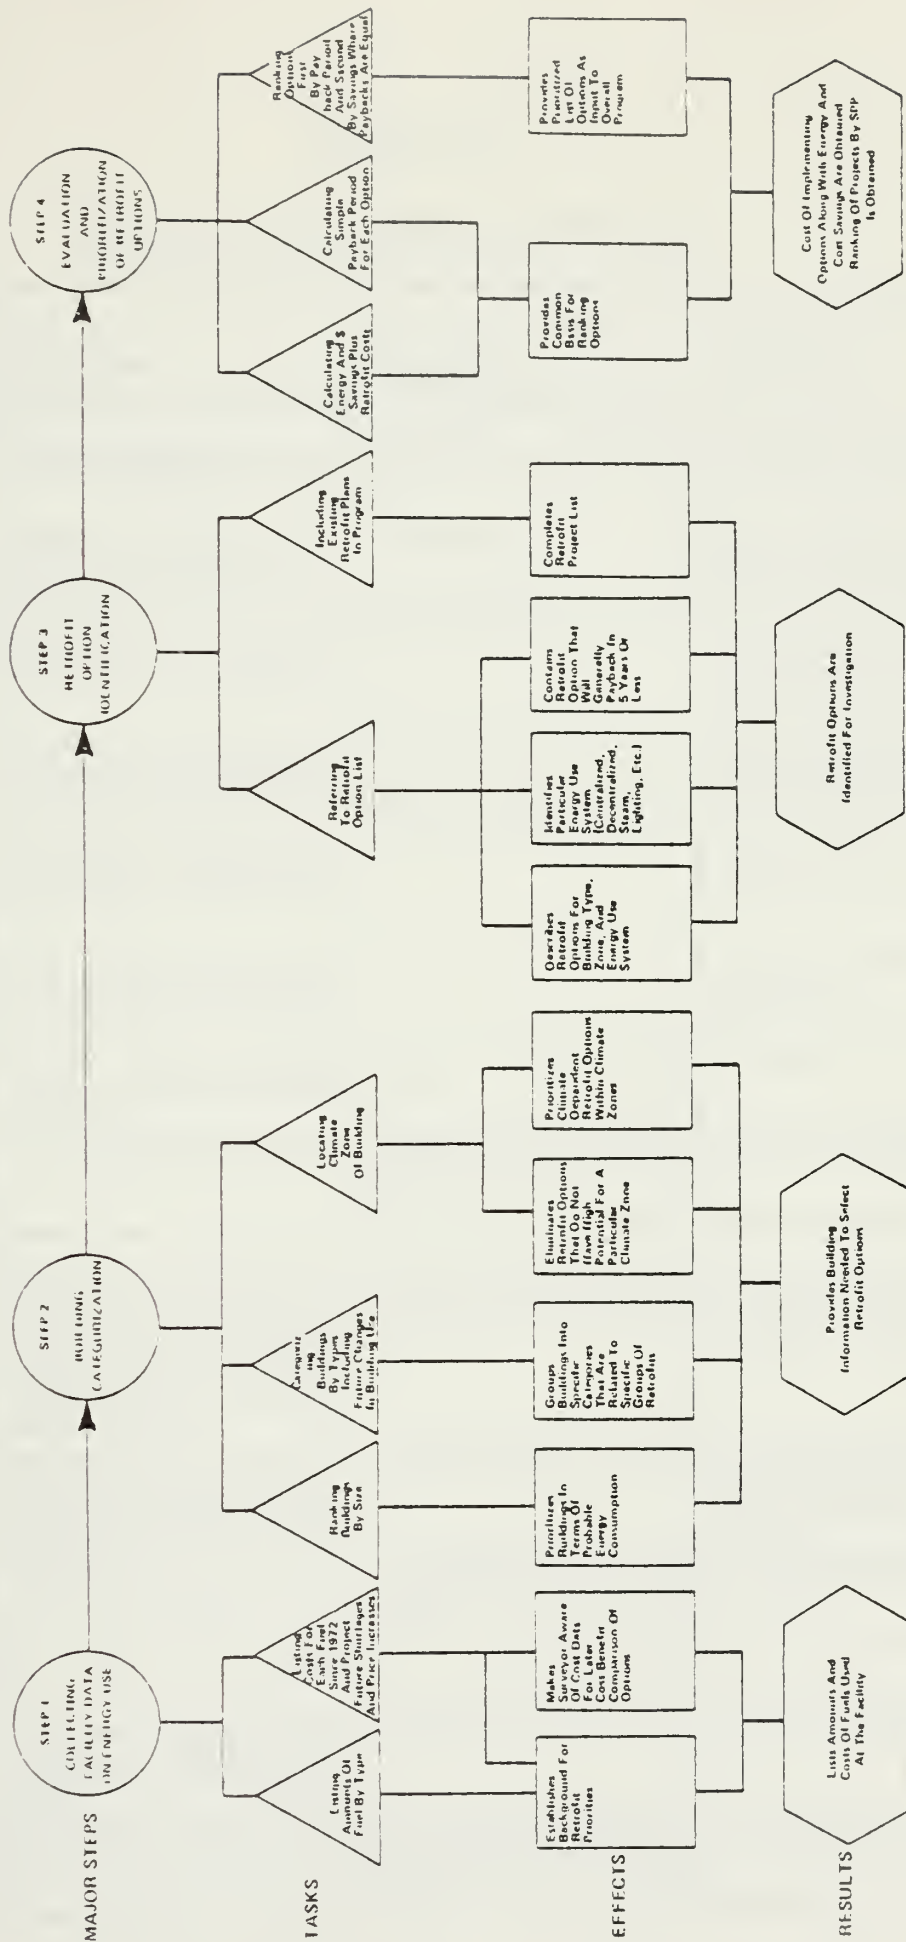 MAJOR STEPS
STEP 1
COLLECTING
FACILITY DATA
ON ENERGY USE
STEP 2
BUILDING
CATEGORIZATION
STEP 3
RETROFIT
OPTION
IDENTIFICATION
STEP 4
EVALUATION
AND
PRIORITIZATION
OF RETROFIT
OPTIONS
TASKS
Listing
Amounts Of
Fuel By Type
Listing
Costs For
Each Fuel
Since 1972
And Project
Future Shortages
And Price Increases
Ranking
Buildings
By Size
Categoriz
ing
Buildings
By Types
Including
Future Changes
In Building Use
Locating
Climate
Zone
Of Building
Referring
To Retrofit
Option List
Including
Existing
Retrofit Plans
In Program
Calculating
Energy And $
Savings Plus
Retrofit Costs
Calculating
Simple
Payback Period
For Each Option
Ranking
Options
First
By Pay
back Period
And Second
By Savings Where
Paybacks Are Equal
EFFECTS
Establishes
Background For
Retrofit
Priorities
Makes
Surveyor Aware
Of Cost Data
For Later
Cost Benefit
Comparison Of
Options
Prioritizes
Buildings In
Terms Of
Probable
Energy
Consumption
Groups
Buildings Into
Specific
Categories
That Are
Related To
Specific
Groups Of
Retrofits
Eliminates
Retrofit Options
That Do Not
Have High
Potential For A
Particular
Climate Zone
Prioritizes
Climate
Dependent
Retrofit Options
Within Climate
Zones
Describes
Retrofit
Options For
Building Type,
Zone, And
Energy Use
System
Identifies
Particular
Energy Use
System
(Centralized,
Decentralized,
Steam,
Lighting, Etc.)
Contains
Retrofit
Option That
Will
Generally
Payback In
5 Years Or
Less
Completes
Retrofit
Project List
Provides
Common
Basis For
Ranking
Options
Provides
Prioritized
List Of
Options As
Input To
Overall
Program
RESULTS
Lists Amounts And
Costs Of Fuels Used
At The Facility
Provides Building
Information Needed To Select
Retrofit Options
Retrofit Options Are
Identified For Investigation
Cost Of Implementing
Options Along With Energy And
Cost Savings Are Obtained
Ranking Of Projects By SPP
Is Obtained